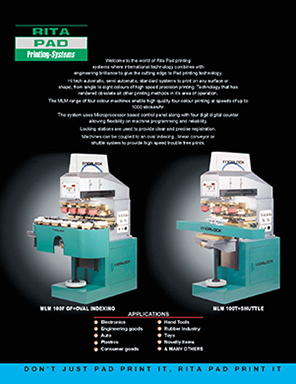 RITA
PAD
Printing-Systems
Welcome to the world of Rita Pad printing
systems where international technology combines with
engineering brilliance to give the cutting edge to Pad printing technology.
Hi tech automatic, semi automatic, standard systems to print on any surface or
shape, from single to eight colours of high speed precision printing. Technology that has
rendered obsolete all other printing methods in its area of operation.
The MLM range of four colour machines enable high quality four colour printing at speeds of up to
1000 strokes/hr.
The system uses Microprocessor based control panel along with four digit digital counter
allowing flexibility on machine programming and reliability.
Locking stations are used to provide clear and precise registration.
Machines can be coupled to an oval indexing, linear conveyor or
shuttle system to provide high speed trouble free prints.
MLM 100F OF+OVAL INDEXING
MLM 100T+SHUTTLE
APPLICATIONS
Electronics
Engineering goods
Auto
Plastics
Consumer goods
Hand Tools
Rubber Industry
Toys
Novelty Items
& MANY OTHERS
DON'T JUST PAD PRINT IT, RITA PAD PRINT IT